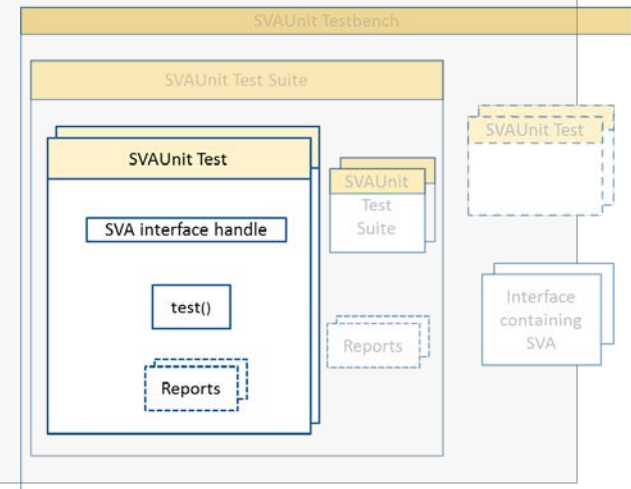 SVAUnit Testbench
SVAUnit Test Suite
SVAUnit Test
SVA interface handle
test()
Reports
SVAUnit
Test
Suite
Reports
SVAUnit Test
Interface
containing
SVA